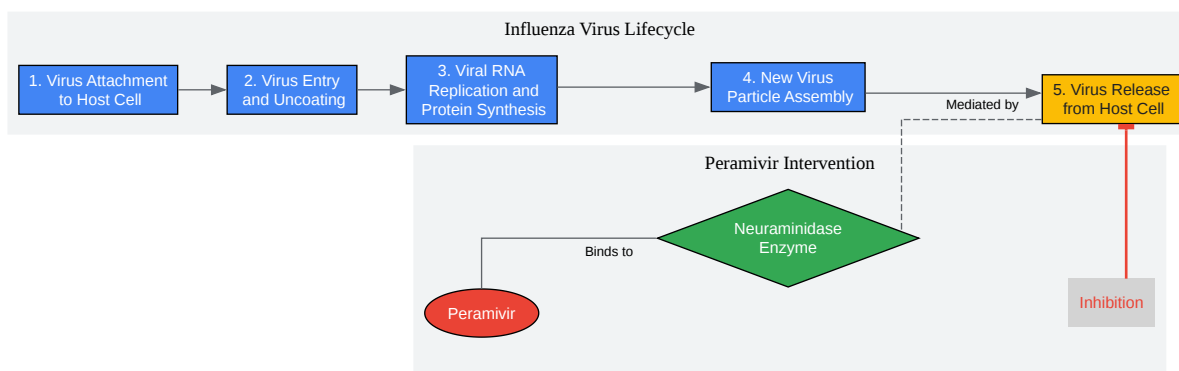 Influenza Virus Lifecycle
1. Virus Attachment
to Host Cell
2. Virus Entry
and Uncoating
3. Viral RNA
Replication and
Protein Synthesis
4. New Virus
Particle Assembly
Mediated by
5. Virus Release
from Host Cell
Peramivir Intervention
Neuraminidase
Enzyme
Binds to
Peramivir
Inhibition